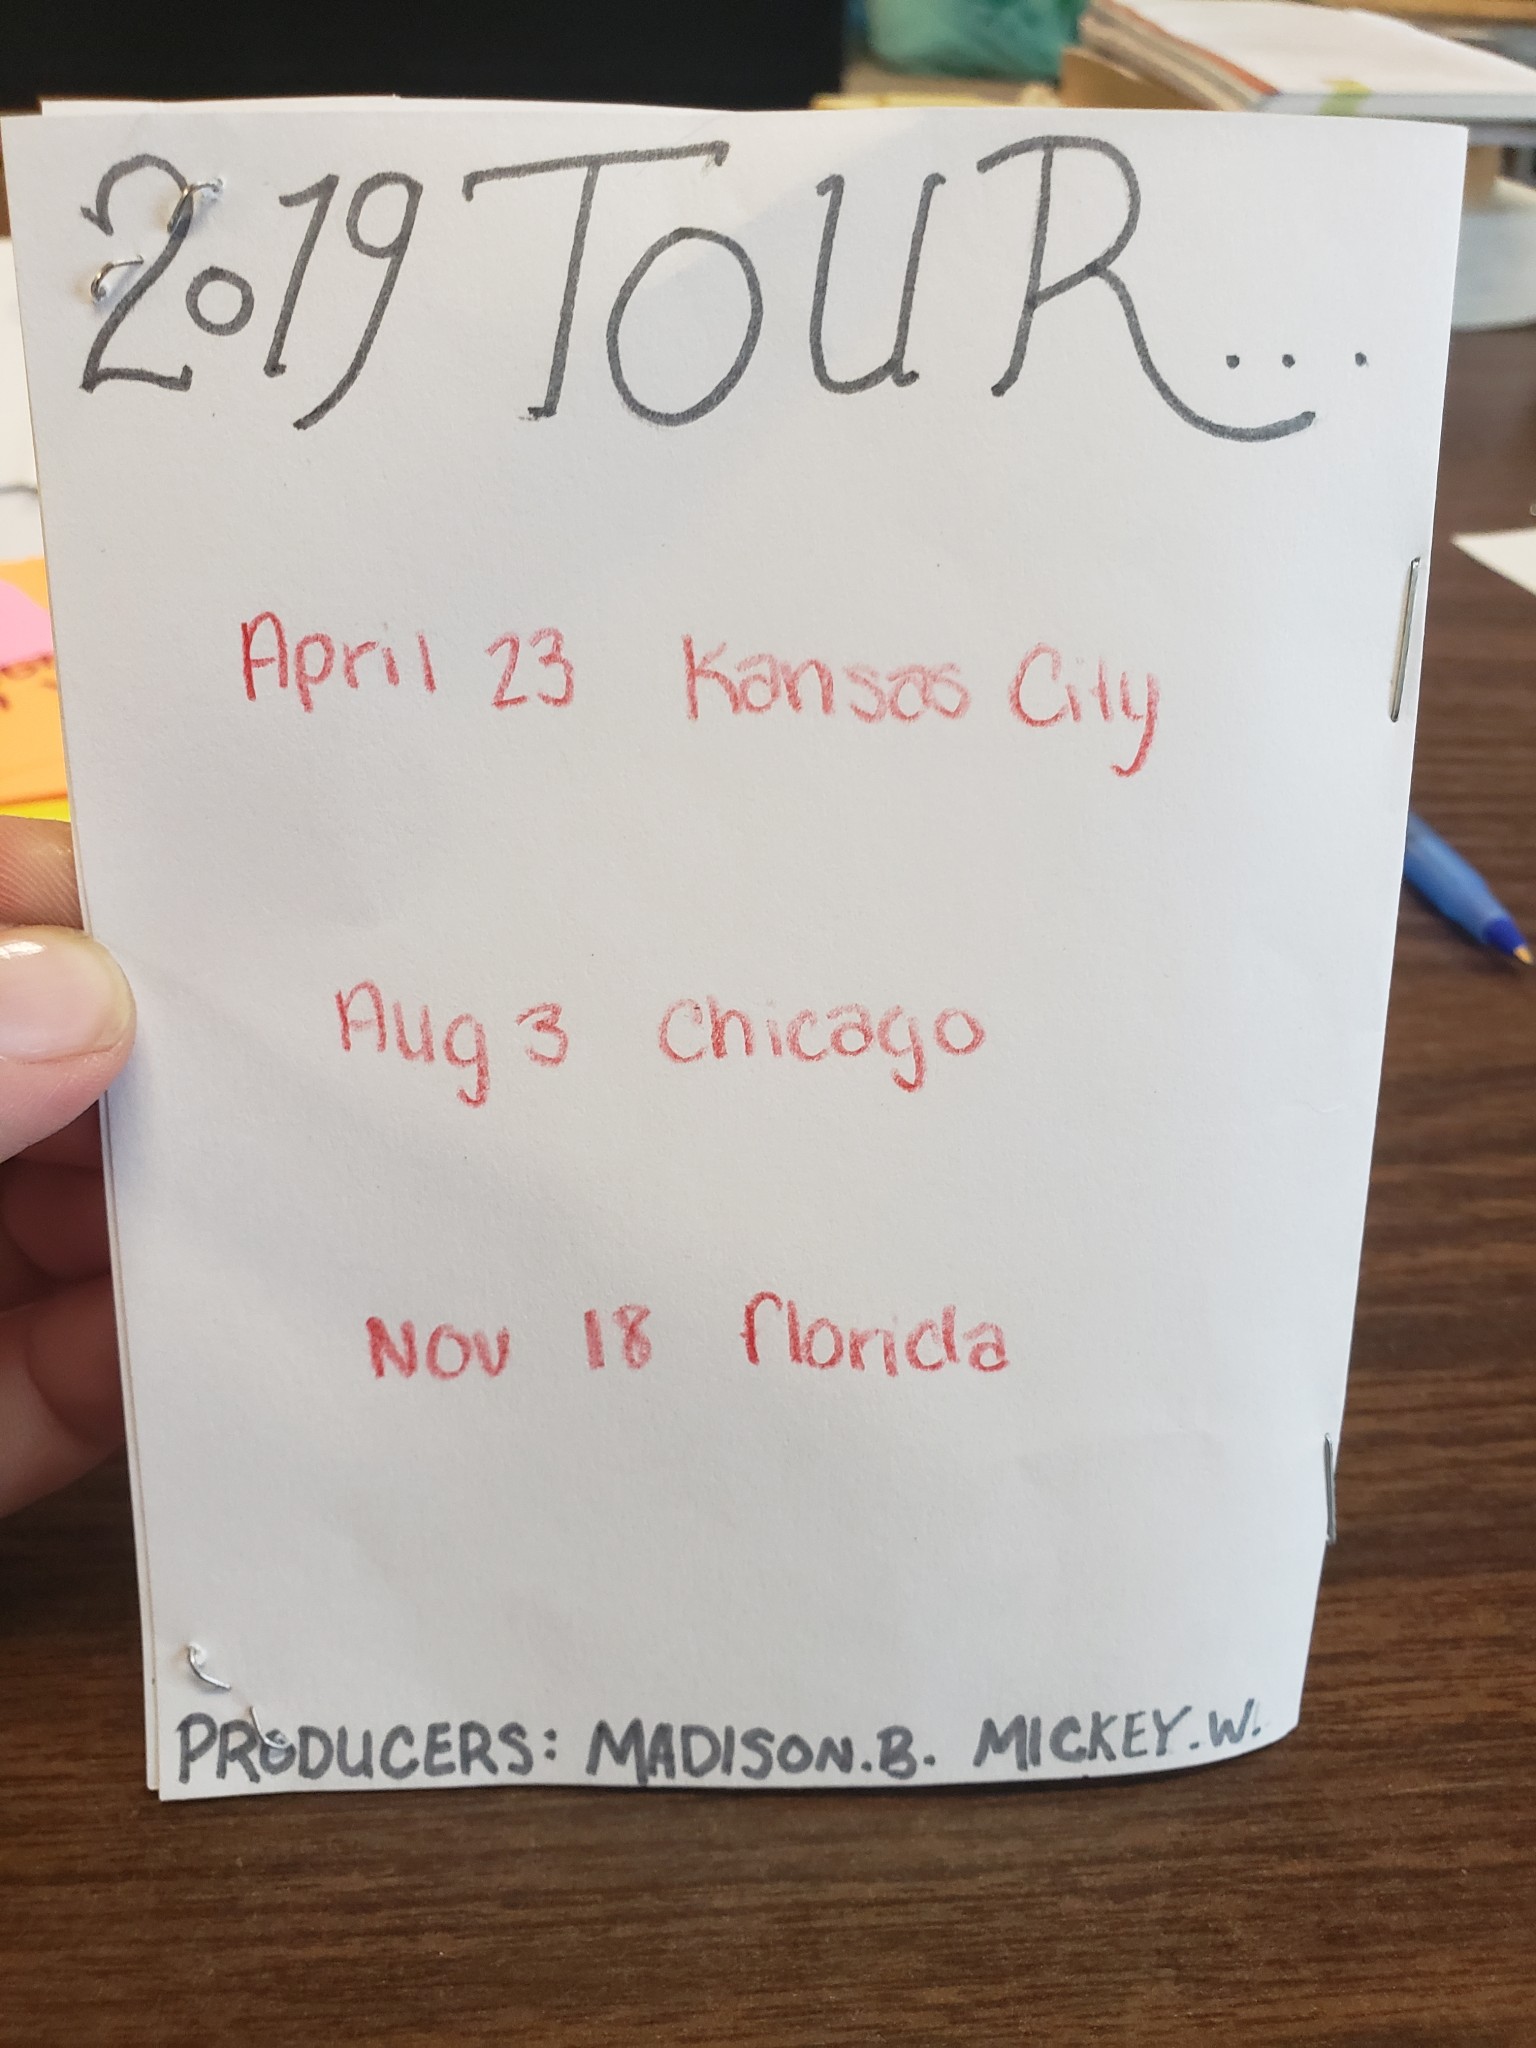 2019 TOUR...
April 23 Kansas City
Aug 3 Chicago
Nov 18 Florida
PRODUCERS: MADISON.B. MICKEY.W.